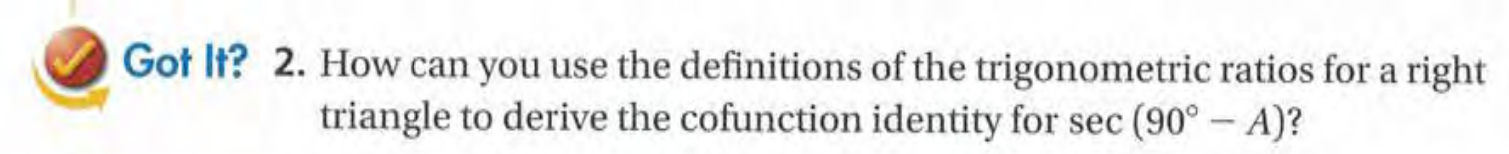 Got It? 2. How can you use the definitions of the trigonometric ratios for a right
triangle to derive the cofunction identity for sec (90° − A)?